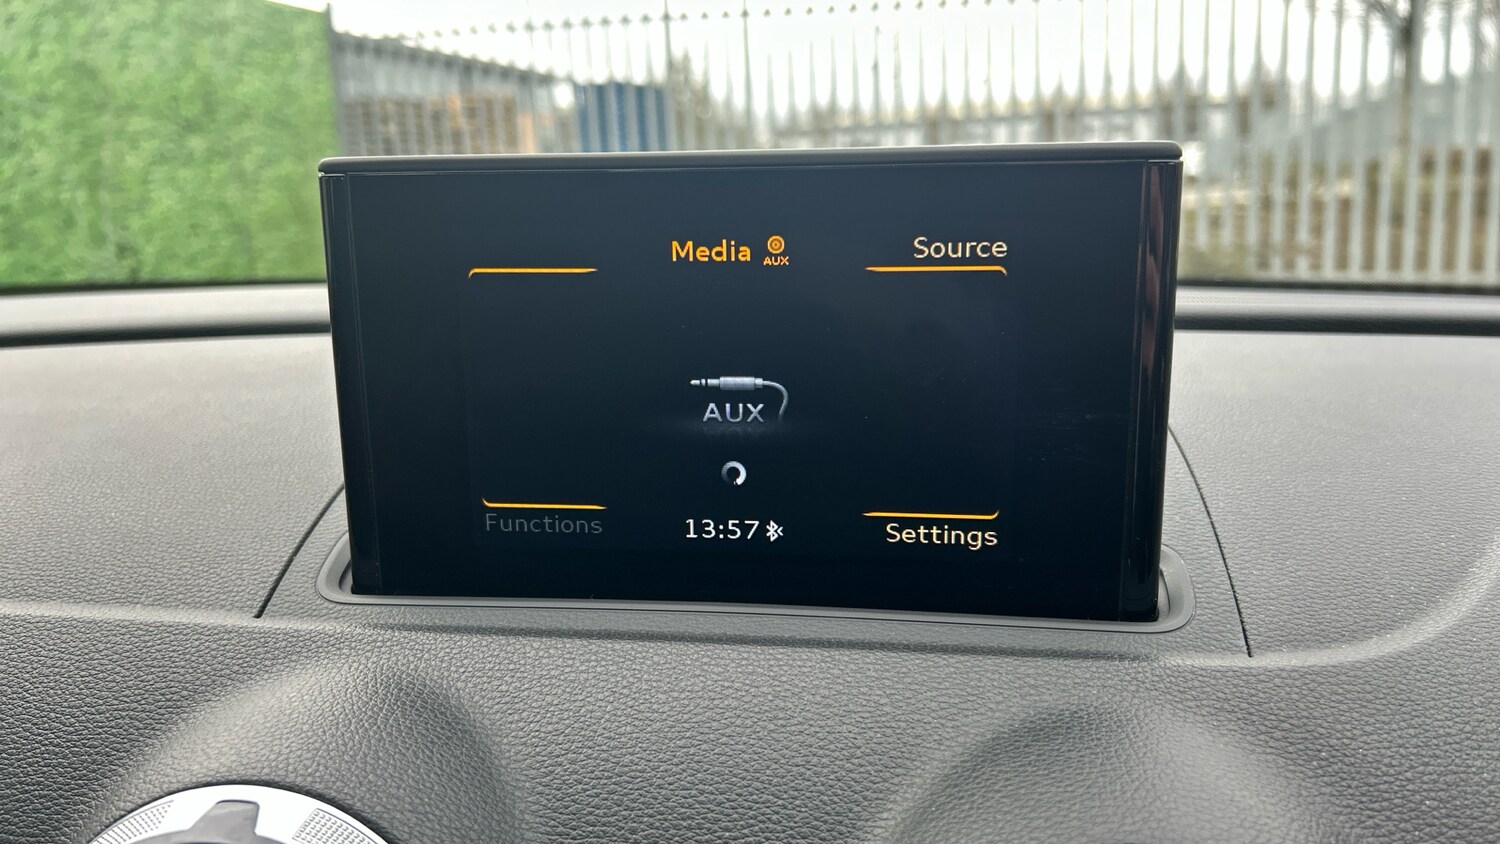 Media AUX
Source
AUX
Functions
13:57
Settings